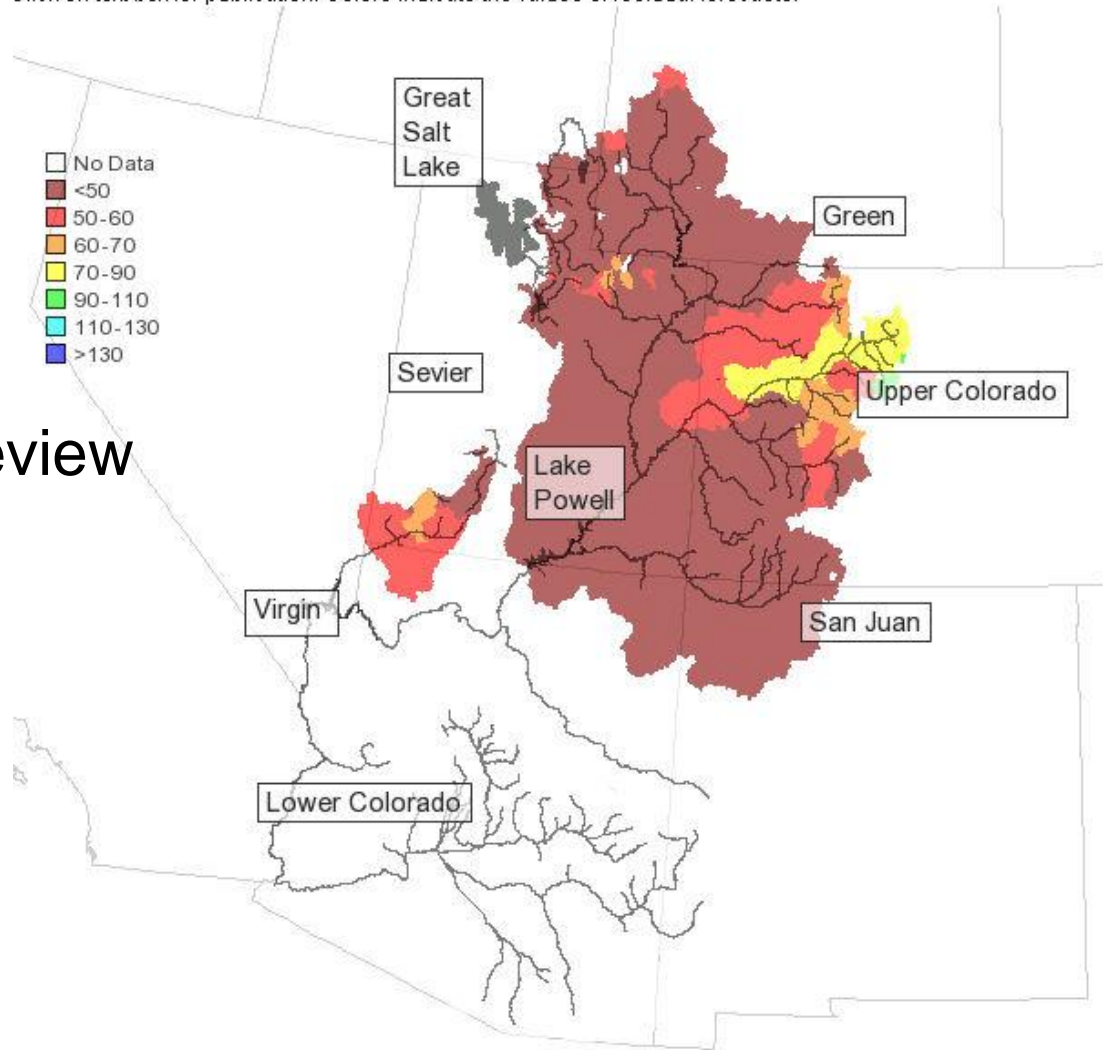 Great
Salt
Lake
No Data
<50
50-60
60-70
70-90
90-110
110-130
>130
Green
Sevier
Upper Colorado
eview
Lake
Powell
Virgin
San Juan
Lower Colorado